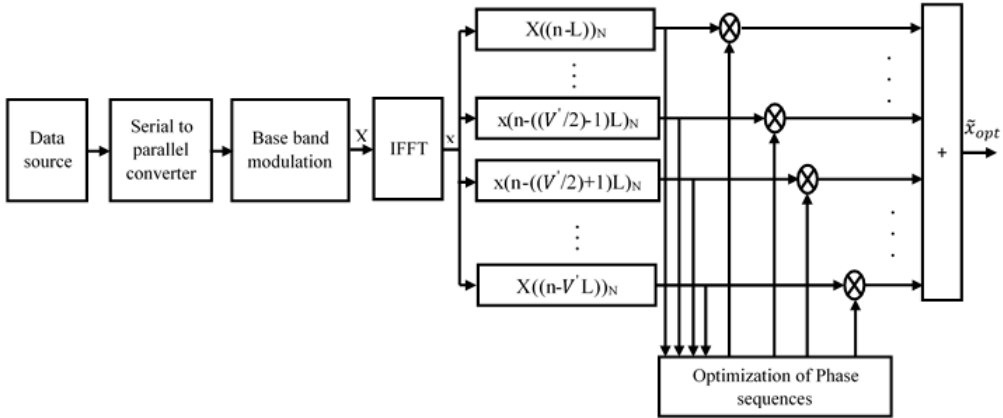 Data
source
Serial to
parallel
converter
Base band
modulation
X
IFFT
x
X((n-L))N
x(n-((V'/2)-1)L)N
x(n-((V'/2)+1)L)N
X((n-V'L))N
+
x̃opt
Optimization of Phase
sequences